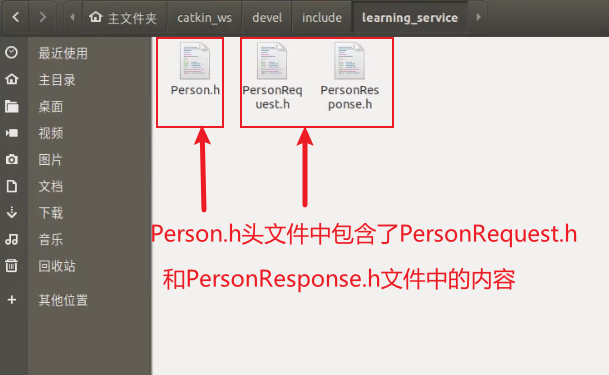 主文件夹 catkin_ws devel include learning_service
最近使用
主目录
桌面
视频
图片
文档
下载
音乐
回收站
其他位置
Person.h
PersonReq
uest.h
PersonRes
ponse.h
Person.h头文件中包含了PersonRequest.h
和PersonResponse.h文件中的内容